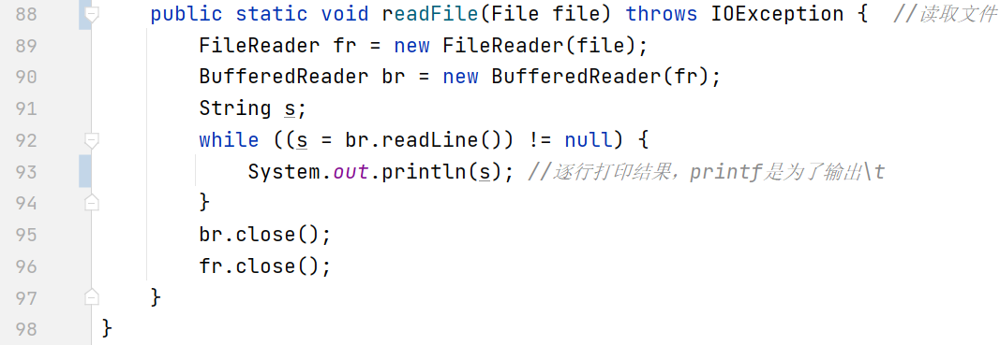 88 public static void readFile(File file) throws IOException {  //读取文件
89 FileReader fr = new FileReader(file);
90 BufferedReader br = new BufferedReader(fr);
91 String s;
92 while ((s = br.readLine()) != null) {
93 System.out.println(s); //逐行打印结果，printf是为了输出\t
94 }
95 br.close();
96 fr.close();
97 }
98 }